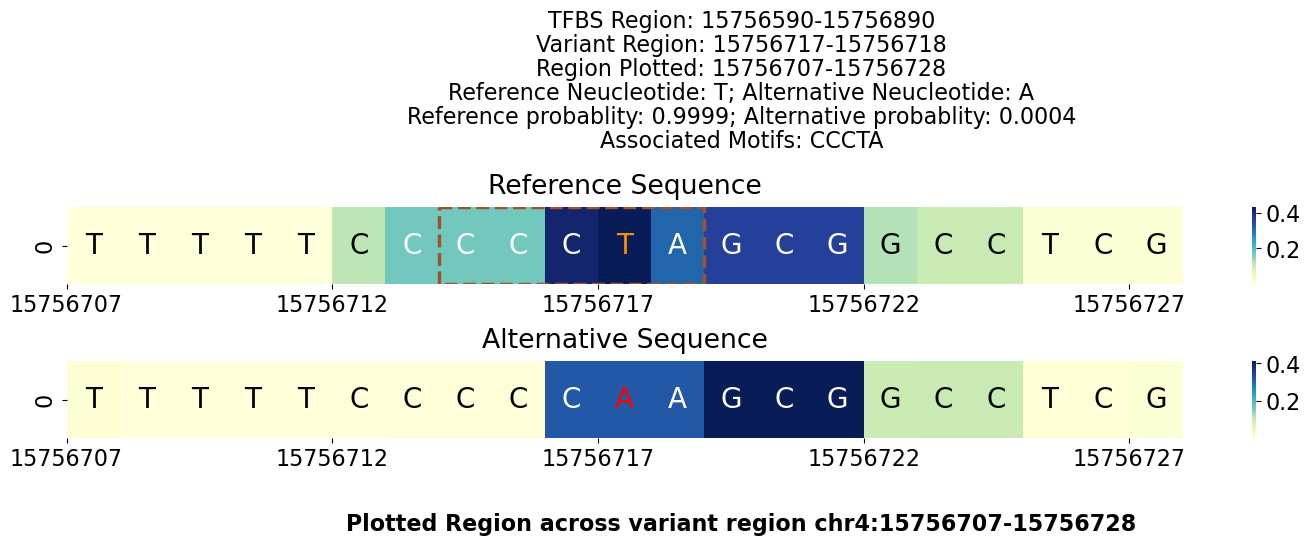 TFBS Region: 15756590-15756890
Variant Region: 15756717-15756718
Region Plotted: 15756707-15756728
Reference Neucleotide: T; Alternative Neucleotide: A
Reference probablity: 0.9999; Alternative probablity: 0.0004
Associated Motifs: CCCTA
Reference Sequence
0 T T T T T C C C C C T A G C G G C C T C G 0.4
0.2
15756707 15756712 15756717 15756722 15756727
Alternative Sequence
0 T T T T T C C C C C A A G C G G C C T C G 0.4
0.2
15756707 15756712 15756717 15756722 15756727
Plotted Region across variant region chr4:15756707-15756728